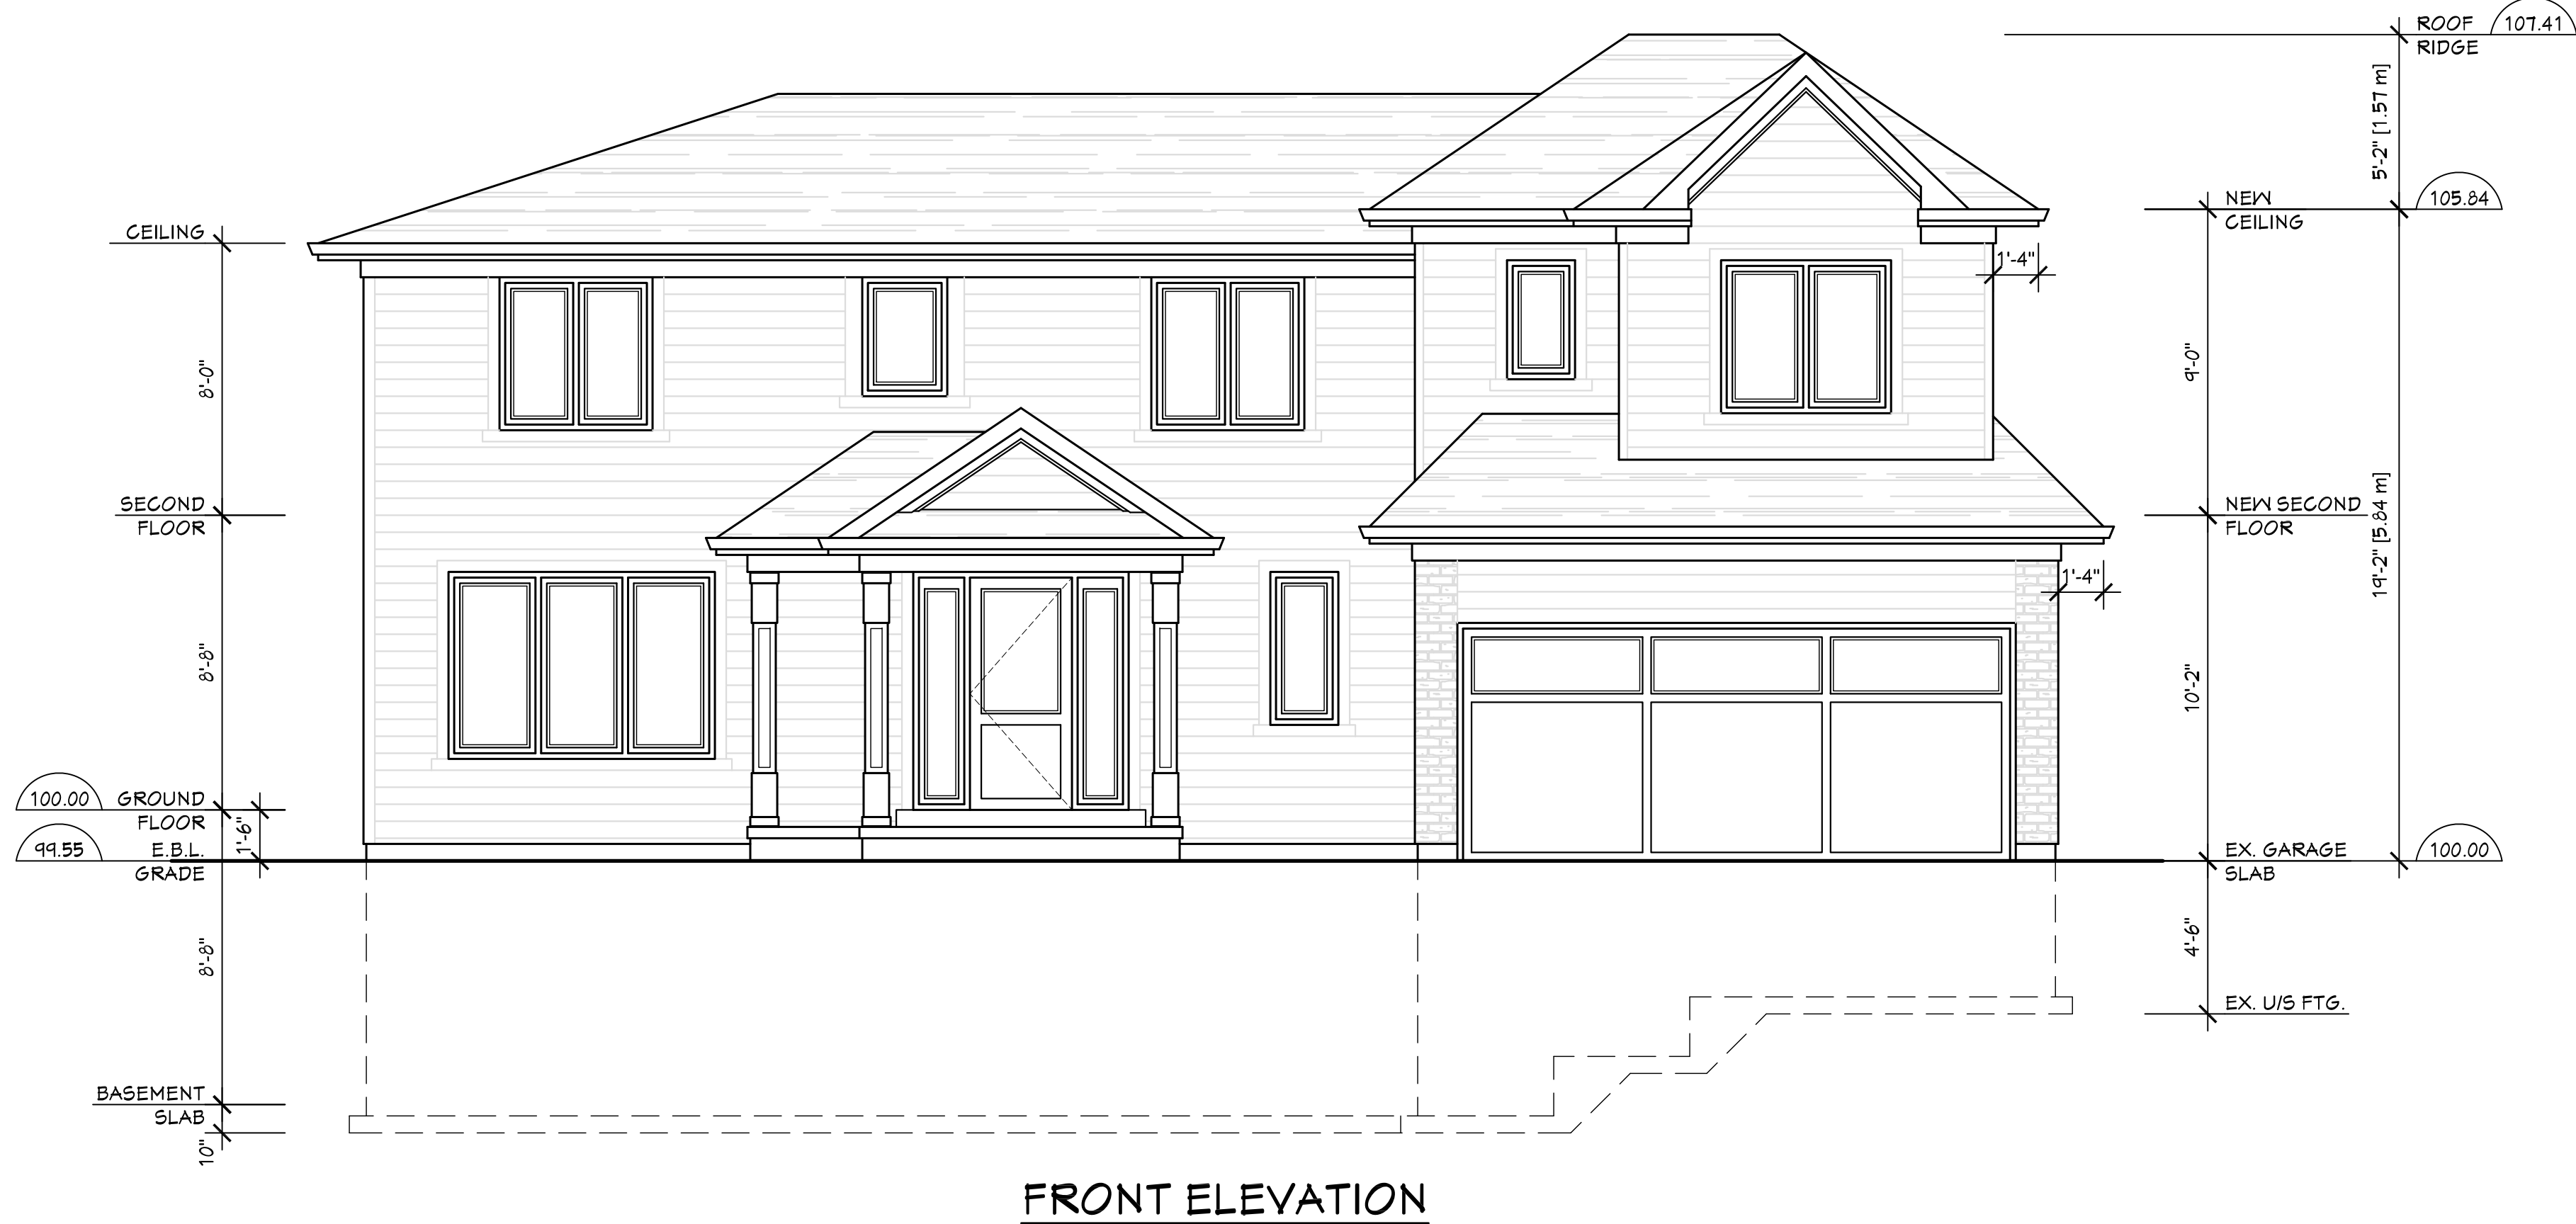 ROOF
RIDGE
107.41
5'-2" [1.57 m]
NEW
CEILING
105.84
CEILING
1'-4"
8'-0"
9'-0"
SECOND
FLOOR
NEW SECOND
FLOOR
19'-2" [5.84 m]
1'-4"
8'-8"
10'-2"
100.00
GROUND
FLOOR
1'-6"
99.55
E.B.L.
GRADE
EX. GARAGE
SLAB
100.00
8'-8"
4'-6"
EX. U/S FTG.
BASEMENT
SLAB
10"
FRONT ELEVATION